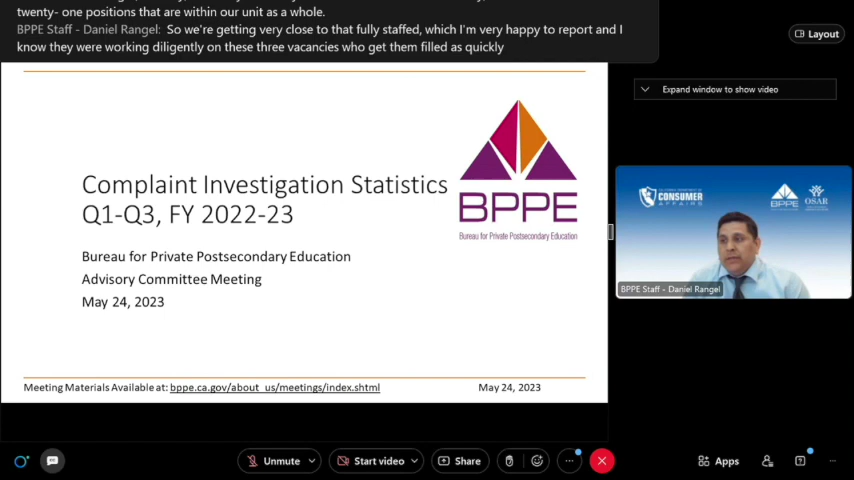 twenty- one positions that are within our unit as a whole.
BPPE Staff - Daniel Rangel: So we're getting very close to that fully staffed, which I'm very happy to report and I
know they were working diligently on these three vacancies who get them filled as quickly
Layout
Expand window to show video
Complaint Investigation Statistics
Q1-Q3, FY 2022-23
BPPE
Bureau for Private Postsecondary Education
Bureau for Private Postsecondary Education
Advisory Committee Meeting
May 24, 2023
CONSUMER
AFFAIRS
BPPE
OSAR
BPPE Staff - Daniel Rangel
Meeting Materials Available at: bppe.ca.gov/about_us/meetings/index.shtml
May 24, 2023
Unmute
Start video
Share
Apps